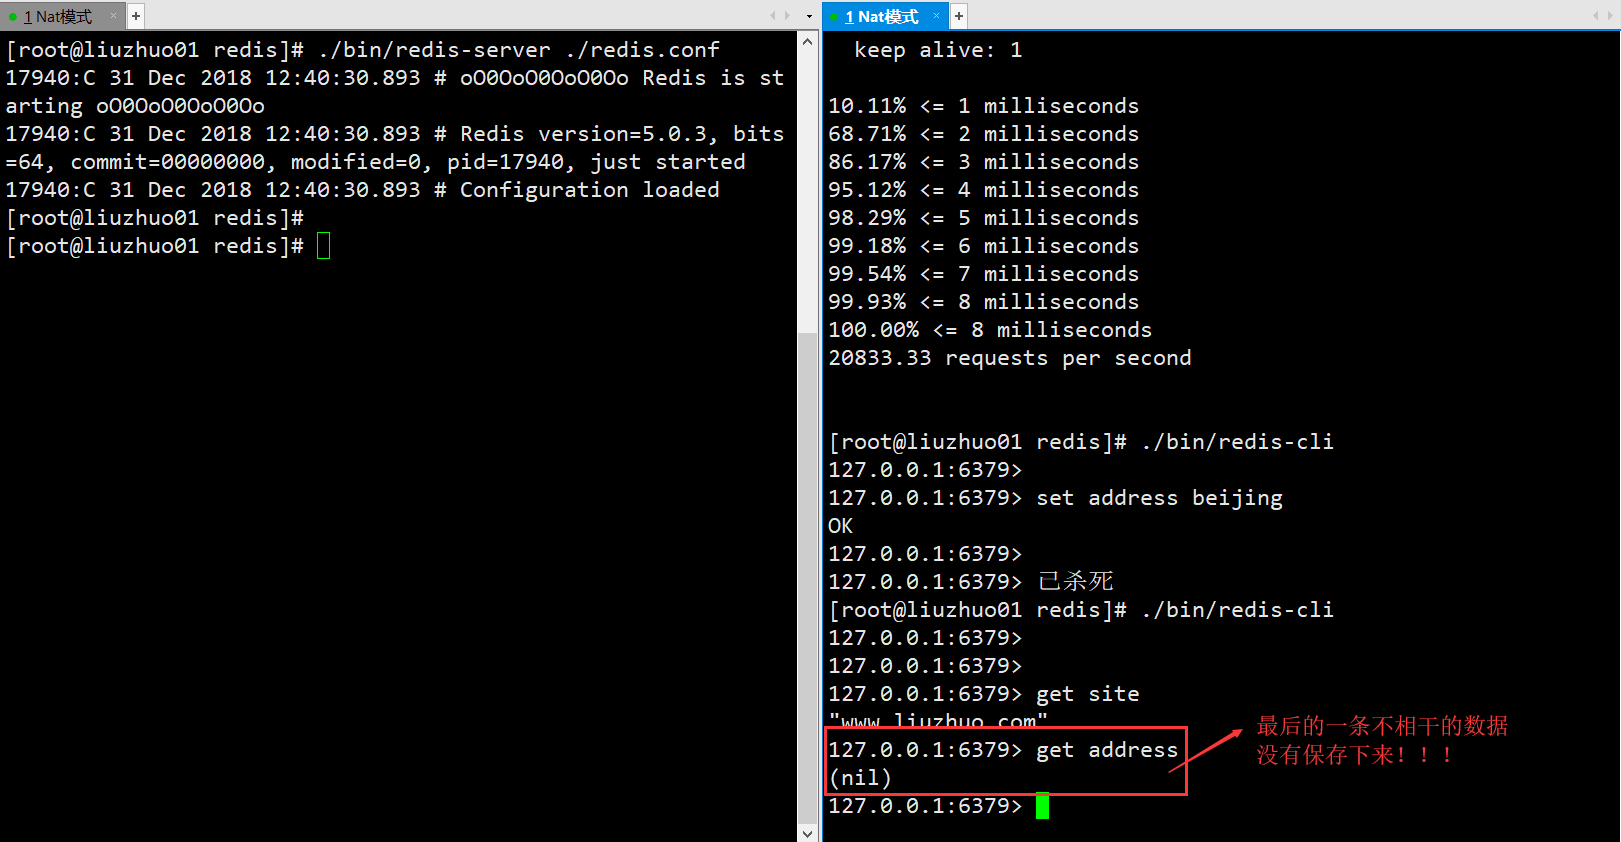 1 Nat模式 × +
[root@liuzhuo01 redis]# ./bin/redis-server ./redis.conf
17940:C 31 Dec 2018 12:40:30.893 # oO0OoO0OoO0Oo Redis is st
arting oO0OoO0OoO0Oo
17940:C 31 Dec 2018 12:40:30.893 # Redis version=5.0.3, bits
=64, commit=00000000, modified=0, pid=17940, just started
17940:C 31 Dec 2018 12:40:30.893 # Configuration loaded
[root@liuzhuo01 redis]#
[root@liuzhuo01 redis]#
1 Nat模式 × +
keep alive: 1
10.11% <= 1 milliseconds
68.71% <= 2 milliseconds
86.17% <= 3 milliseconds
95.12% <= 4 milliseconds
98.29% <= 5 milliseconds
99.18% <= 6 milliseconds
99.54% <= 7 milliseconds
99.93% <= 8 milliseconds
100.00% <= 8 milliseconds
20833.33 requests per second
[root@liuzhuo01 redis]# ./bin/redis-cli
127.0.0.1:6379>
127.0.0.1:6379> set address beijing
OK
127.0.0.1:6379>
127.0.0.1:6379> 已杀死
[root@liuzhuo01 redis]# ./bin/redis-cli
127.0.0.1:6379>
127.0.0.1:6379>
127.0.0.1:6379> get site
"www.liuzhuo.com"
127.0.0.1:6379> get address
(nil)
127.0.0.1:6379>
最后的一条不相干的数据
没有保存下来！！！